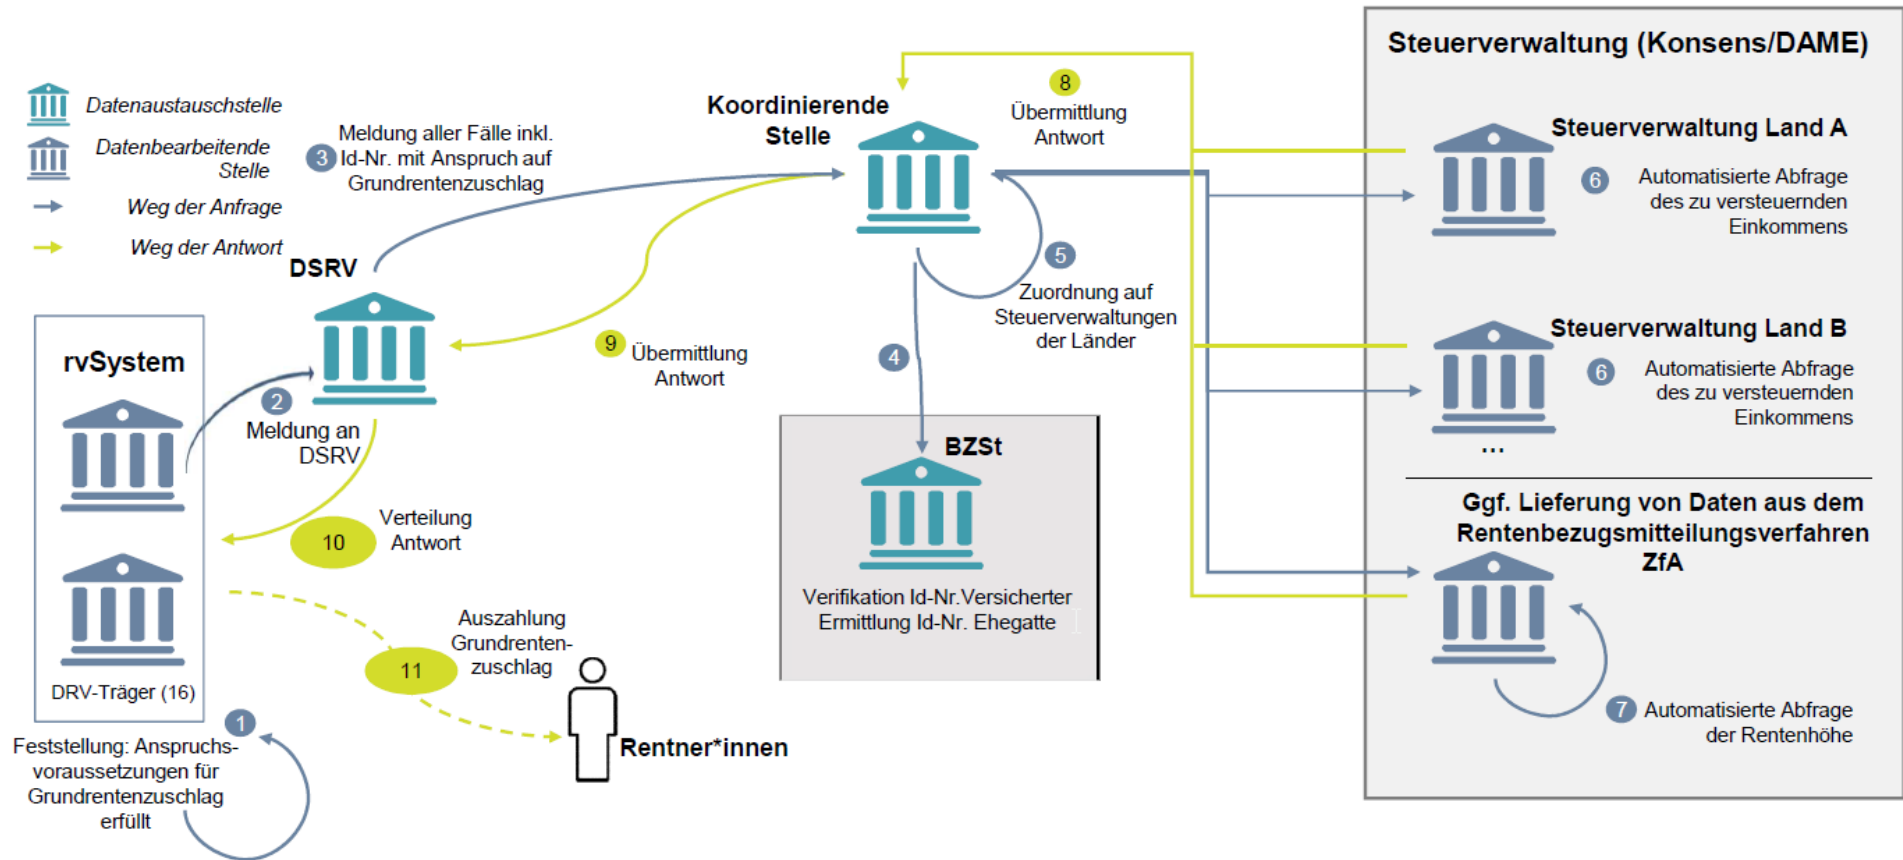 Steuerverwaltung (Konsens/DAME)
Datenaustauschstelle
Datenbearbeitende
Stelle
Weg der Anfrage
Weg der Antwort
3
Meldung aller Fälle inkl.
Id-Nr. mit Anspruch auf
Grundrentenzuschlag
Koordinierende
Stelle
8
Übermittlung
Antwort
Steuerverwaltung Land A
6
Automatisierte Abfrage
des zu versteuernden
Einkommens
DSRV
5
Zuordnung auf
Steuerverwaltungen
der Länder
Steuerverwaltung Land B
6
Automatisierte Abfrage
des zu versteuernden
Einkommens
...
9
Übermittlung
Antwort
4
rvSystem
2
Meldung an
DSRV
BZSt
Verifikation Id-Nr.Versicherter
Ermittlung Id-Nr. Ehegatte
Ggf. Lieferung von Daten aus dem
Rentenbezugsmitteilungsverfahren
ZfA
7
Automatisierte Abfrage
der Rentenhöhe
10
Verteilung
Antwort
11
Auszahlung
Grundrenten-
zuschlag
Rentner*innen
DRV-Träger (16)
1
Feststellung: Anspruchs-
voraussetzungen für
Grundrentenzuschlag
erfüllt